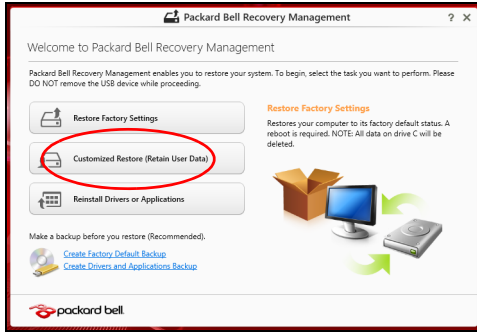 Packard Bell Recovery Management
? X
Welcome to Packard Bell Recovery Management
Packard Bell Recovery Management enables you to restore your system. To begin, select the task you want to perform. Please
DO NOT remove the USB device while proceeding.
Restore Factory Settings
Customized Restore (Retain User Data)
Reinstall Drivers or Applications
Restore Factory Settings
Restores your computer to its factory default status. A
reboot is required. NOTE: All data on drive C will be
deleted.
Make a backup before you restore (Recommended).
Create Factory Default Backup
Create Drivers and Applications Backup
packard bell